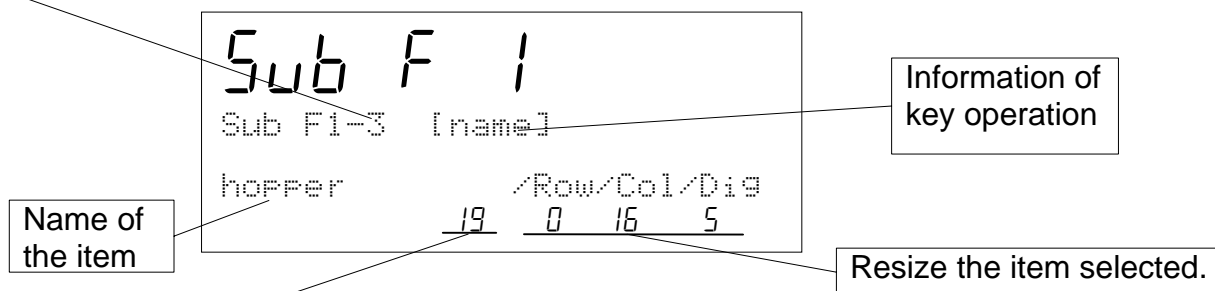 Sub F 1
Sub F1-3 [name]
Information of
key operation
hopper /Row/Col/Dig
19 0 16 5
Name of
the item
Resize the item selected.